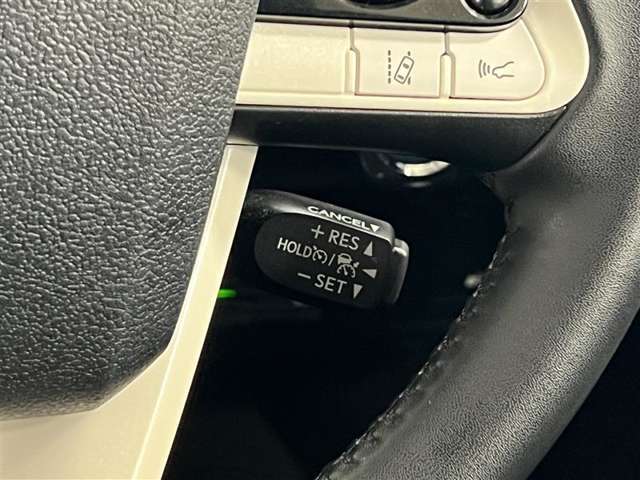 CANCEL▼
+RES▲
HOLD /
−SET▼